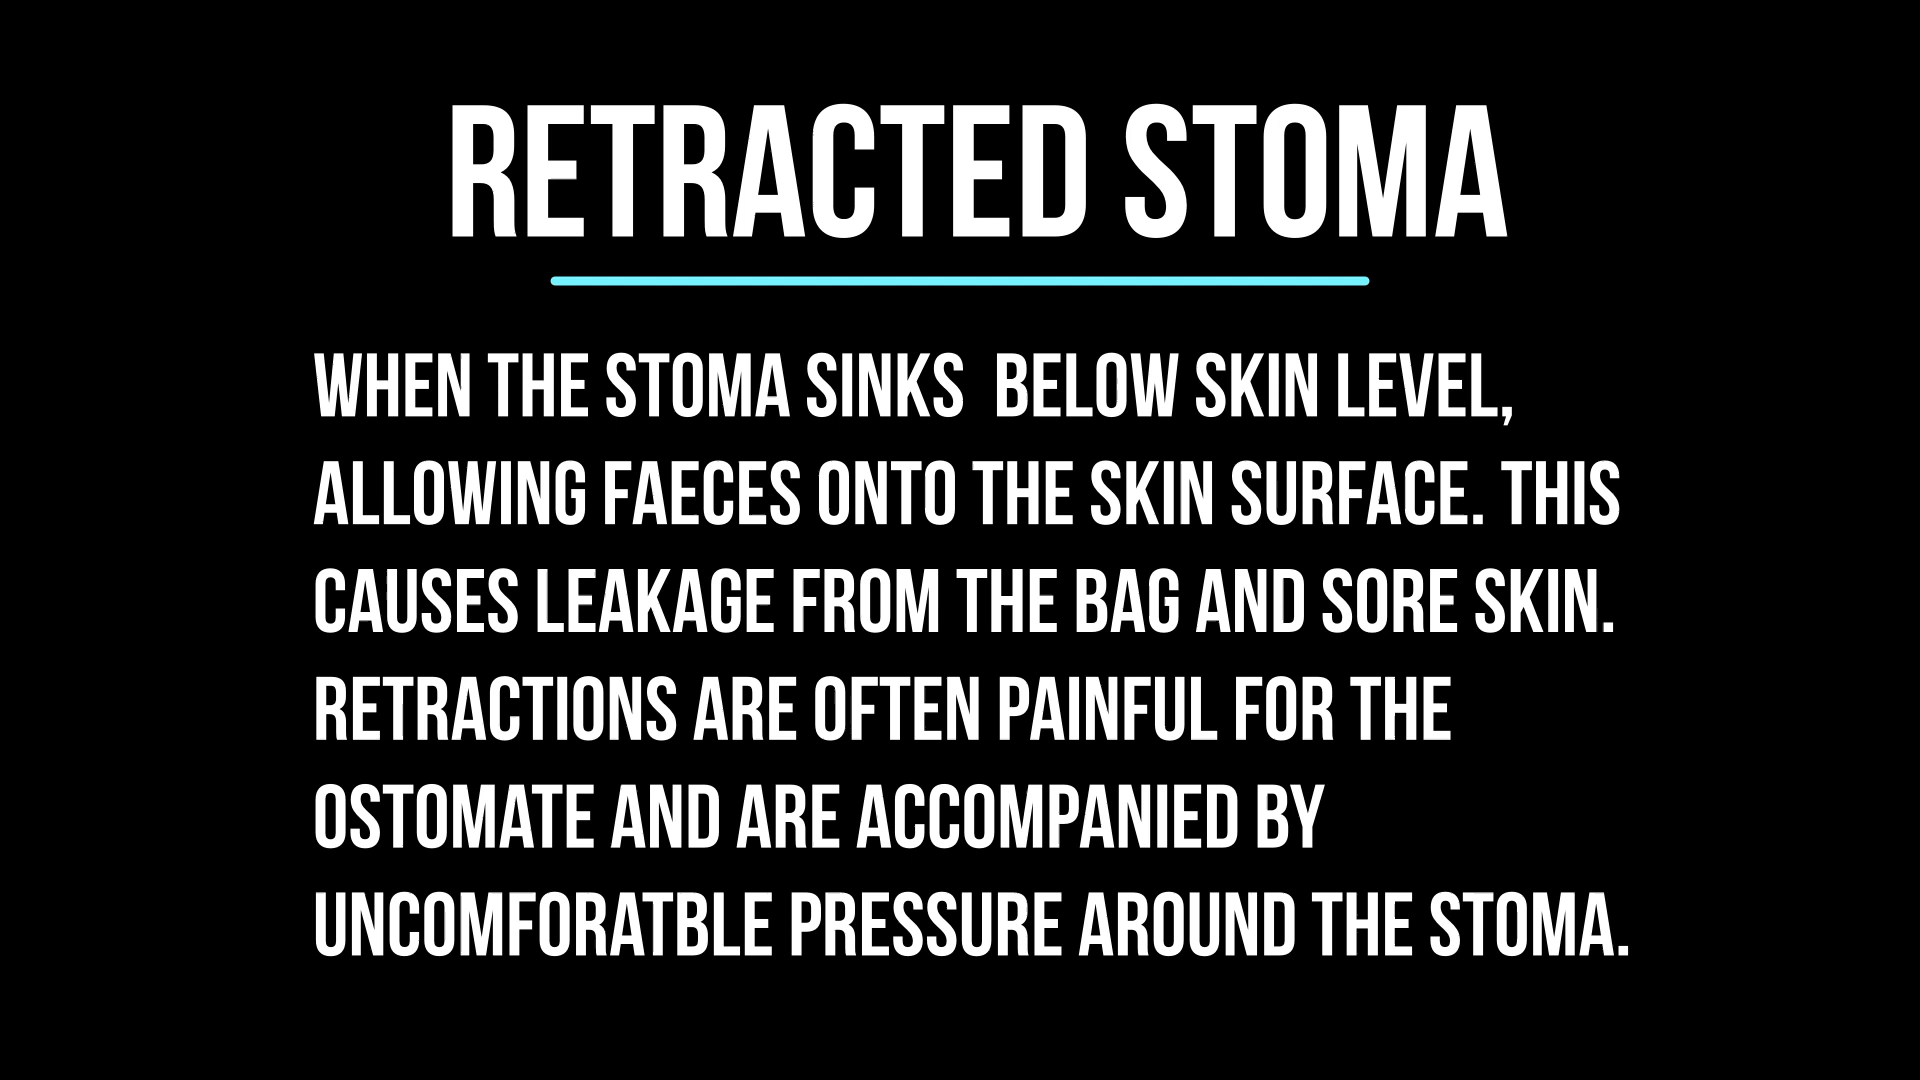 RETRACTED STOMA
WHEN THE STOMA SINKS  BELOW SKIN LEVEL,
ALLOWING FAECES ONTO THE SKIN SURFACE. THIS
CAUSES LEAKAGE FROM THE BAG AND SORE SKIN.
RETRACTIONS ARE OFTEN PAINFUL FOR THE
OSTOMATE AND ARE ACCOMPANIED BY
UNCOMFORATBLE PRESSURE AROUND THE STOMA.